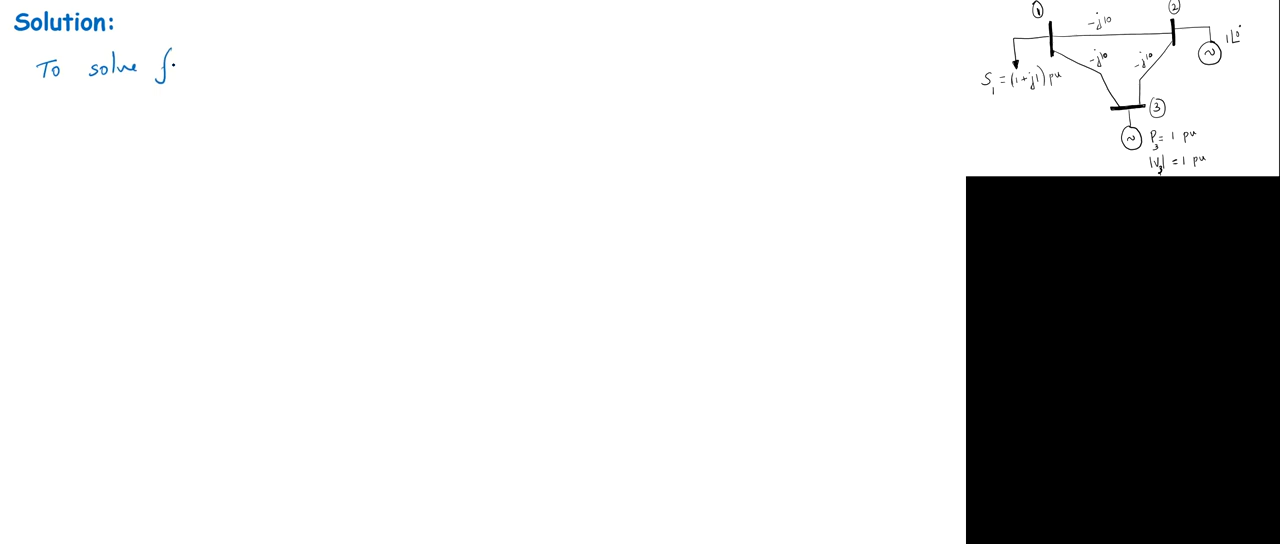 Solution:
To solve f
① -j10 ②
1∠0°
-j10 -j10
S₁ = (1+j1) pu
③
~ P₃ = 1 pu
|V₃| = 1 pu